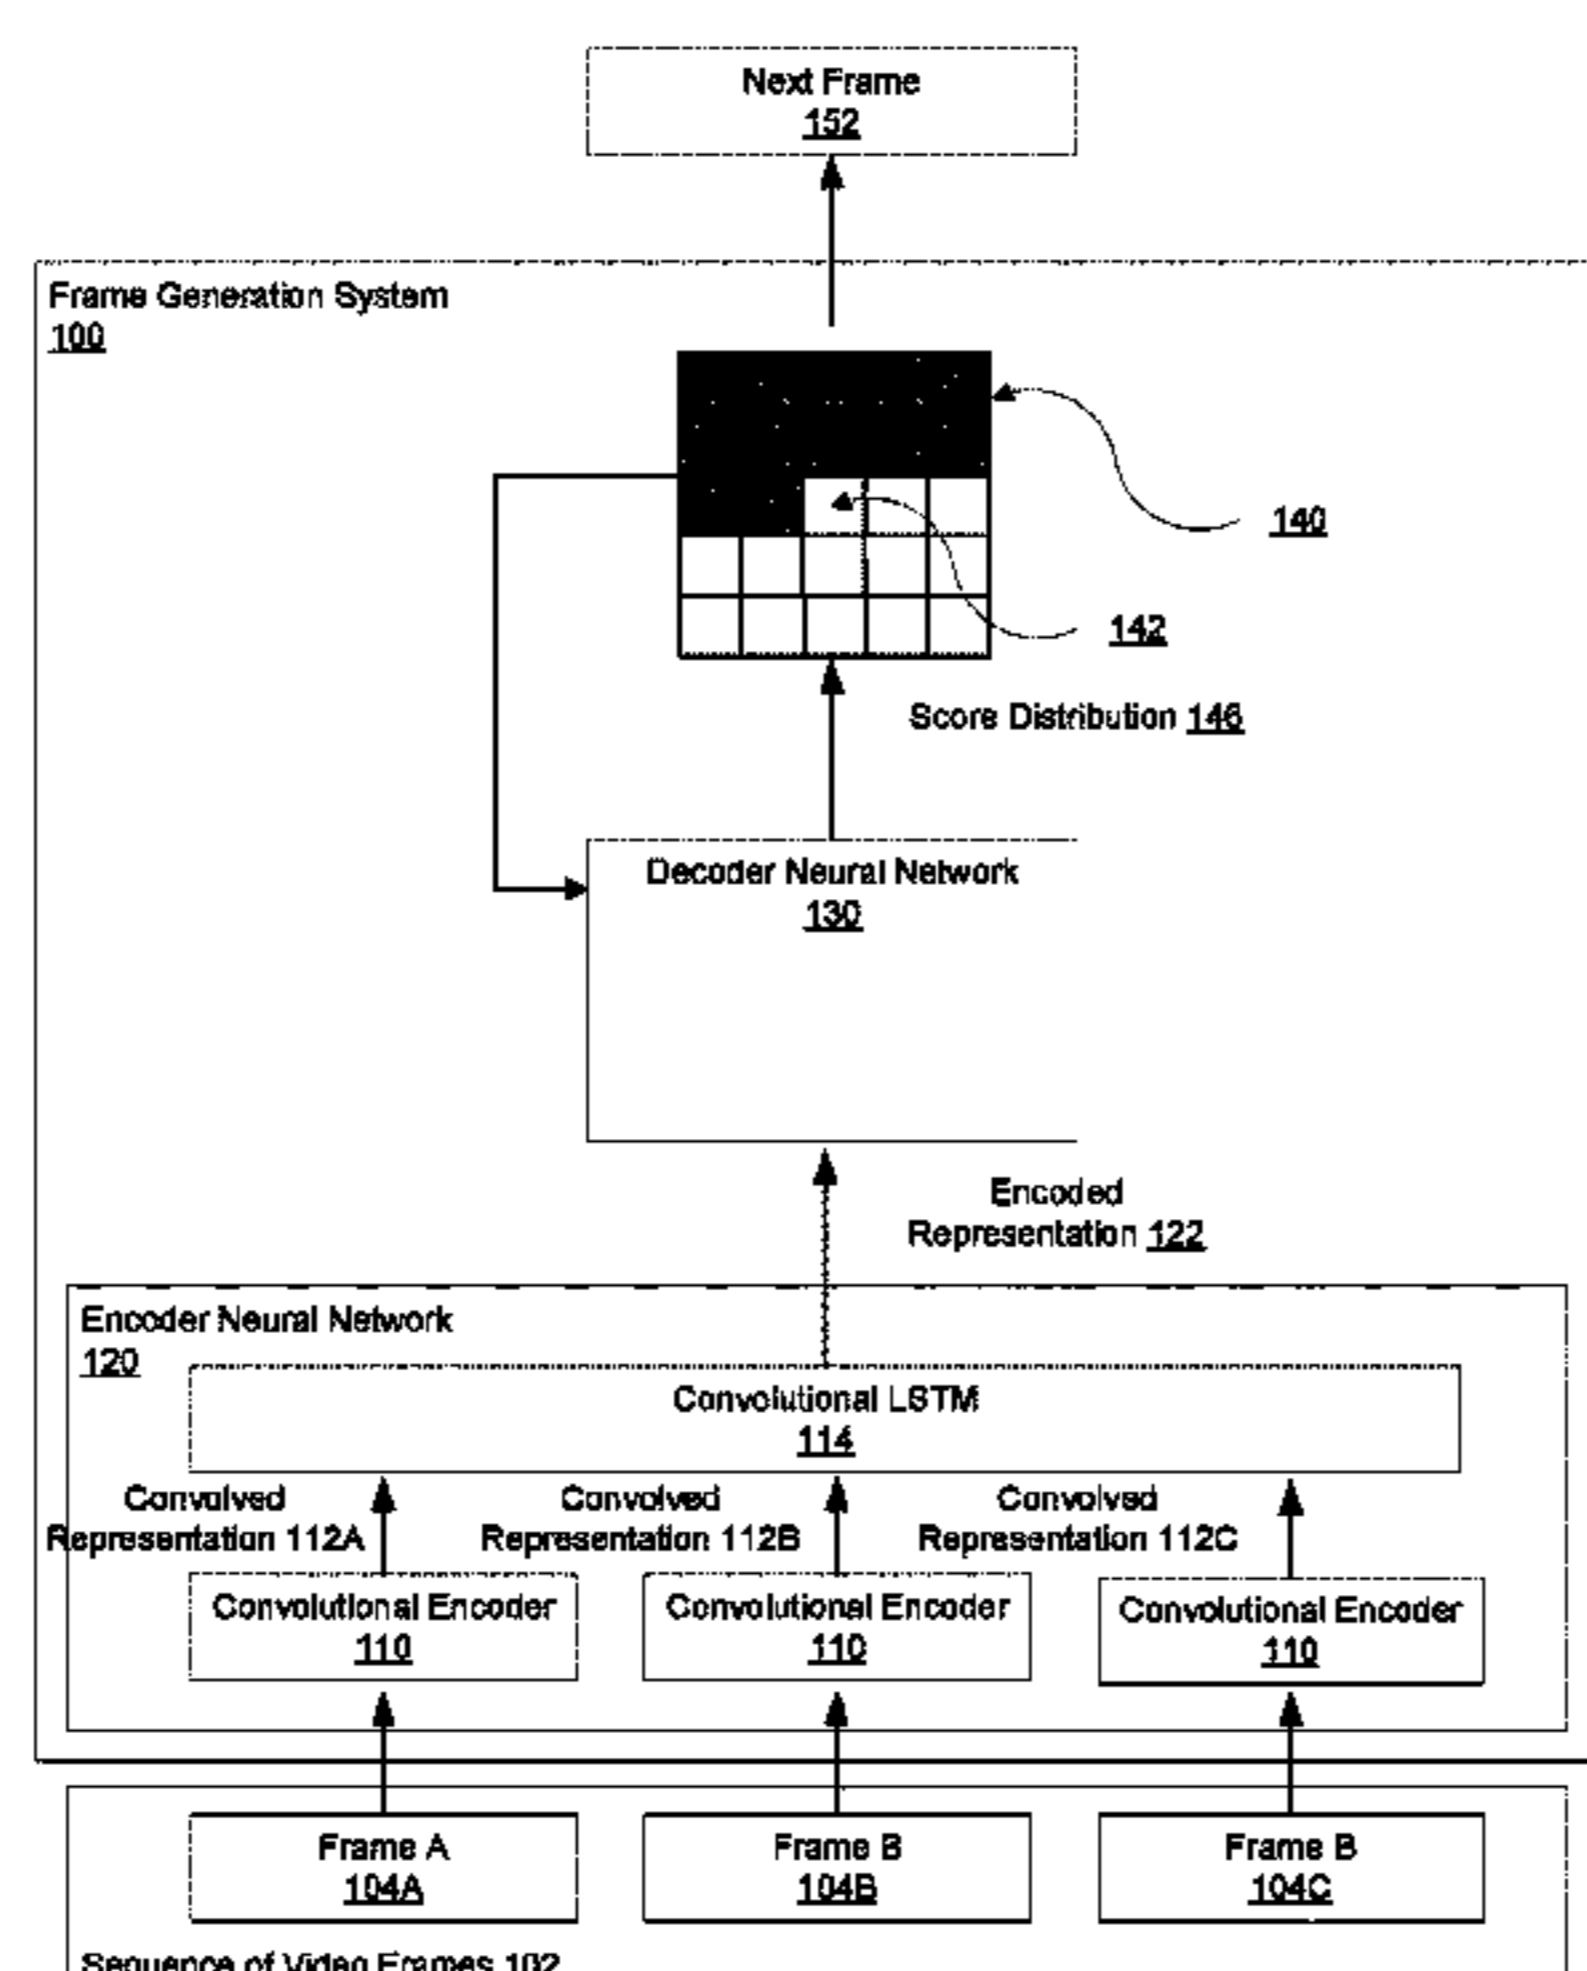 Next Frame
152
Frame Generation System
100
140
142
Score Distribution 146
Decoder Neural Network
130
Encoded
Representation 122
Encoder Neural Network
120
Convolutional LSTM
114
Convolved
Representation 112A
Convolved
Representation 112B
Convolved
Representation 112C
Convolutional Encoder
110
Convolutional Encoder
110
Convolutional Encoder
110
Frame A
104A
Frame B
104B
Frame B
104C
Sequence of Video Frames 102